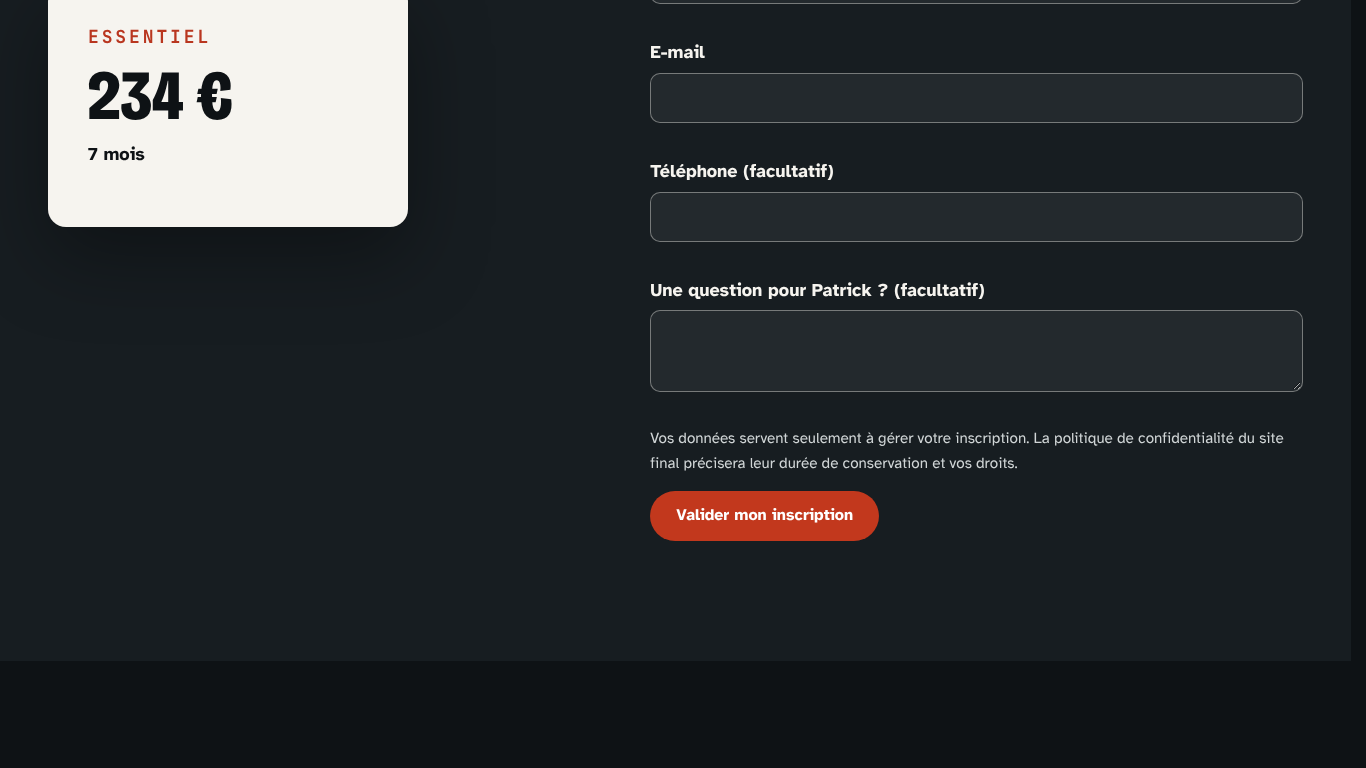 ESSENTIEL
234 €
7 mois
E-mail
Téléphone (facultatif)
Une question pour Patrick ? (facultatif)
Vos données servent seulement à gérer votre inscription. La politique de confidentialité du site
final précisera leur durée de conservation et vos droits.
Valider mon inscription